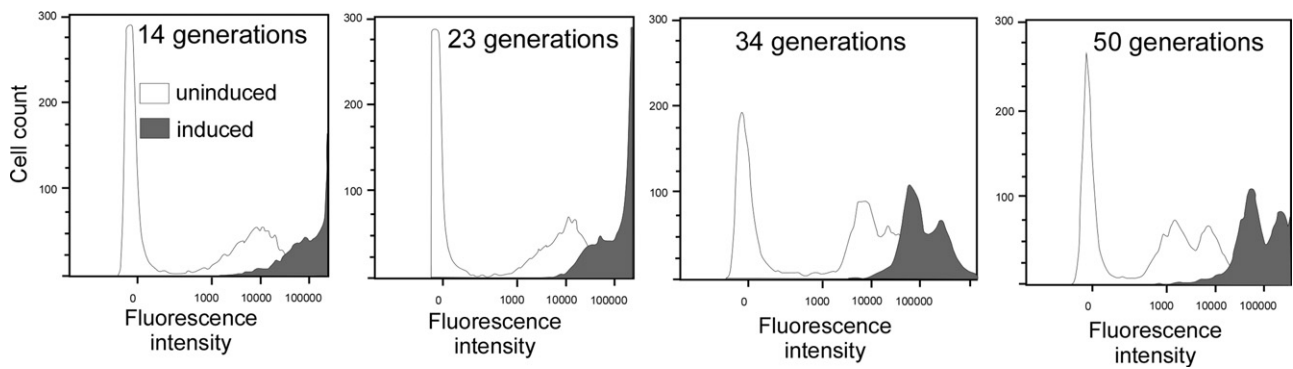 14 generations
300
200
100
Cell count
uninduced
induced
0 1000 10000 100000
Fluorescence
intensity
23 generations
300
200
100
0 1000 10000 100000
Fluorescence
intensity
34 generations
300
200
100
0 1000 10000 100000
Fluorescence
intensity
50 generations
300
200
100
0 1000 10000 100000
Fluorescence
intensity